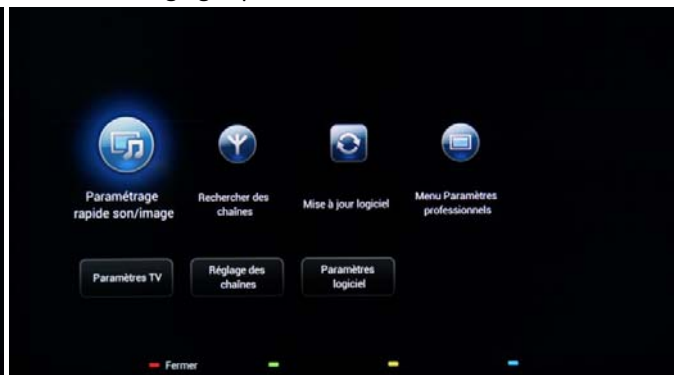 Paramétrage
rapide son/image
Rechercher des
chaînes
Mise à jour logiciel
Menu Paramètres
professionnels
Paramètres TV
Réglage des
chaînes
Paramètres
logiciel
Fermer